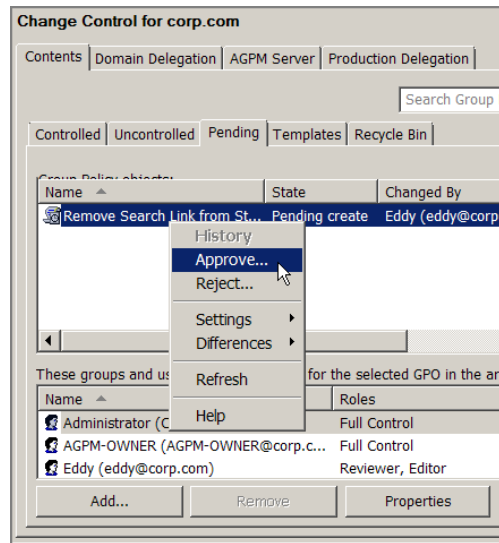 Change Control for corp.com
Contents Domain Delegation AGPM Server Production Delegation
Search Group
Controlled Uncontrolled Pending Templates Recycle Bin
Group Policy objects:
Name State Changed By
Remove Search Link from St... Pending create Eddy (eddy@corp
History
Approve...
Reject...
Settings
Differences
Refresh
Help
These groups and us for the selected GPO in the ar
Name Roles
Administrator (C Full Control
AGPM-OWNER (AGPM-OWNER@corp.c... Full Control
Eddy (eddy@corp.com) Reviewer, Editor
Add... Remove Properties